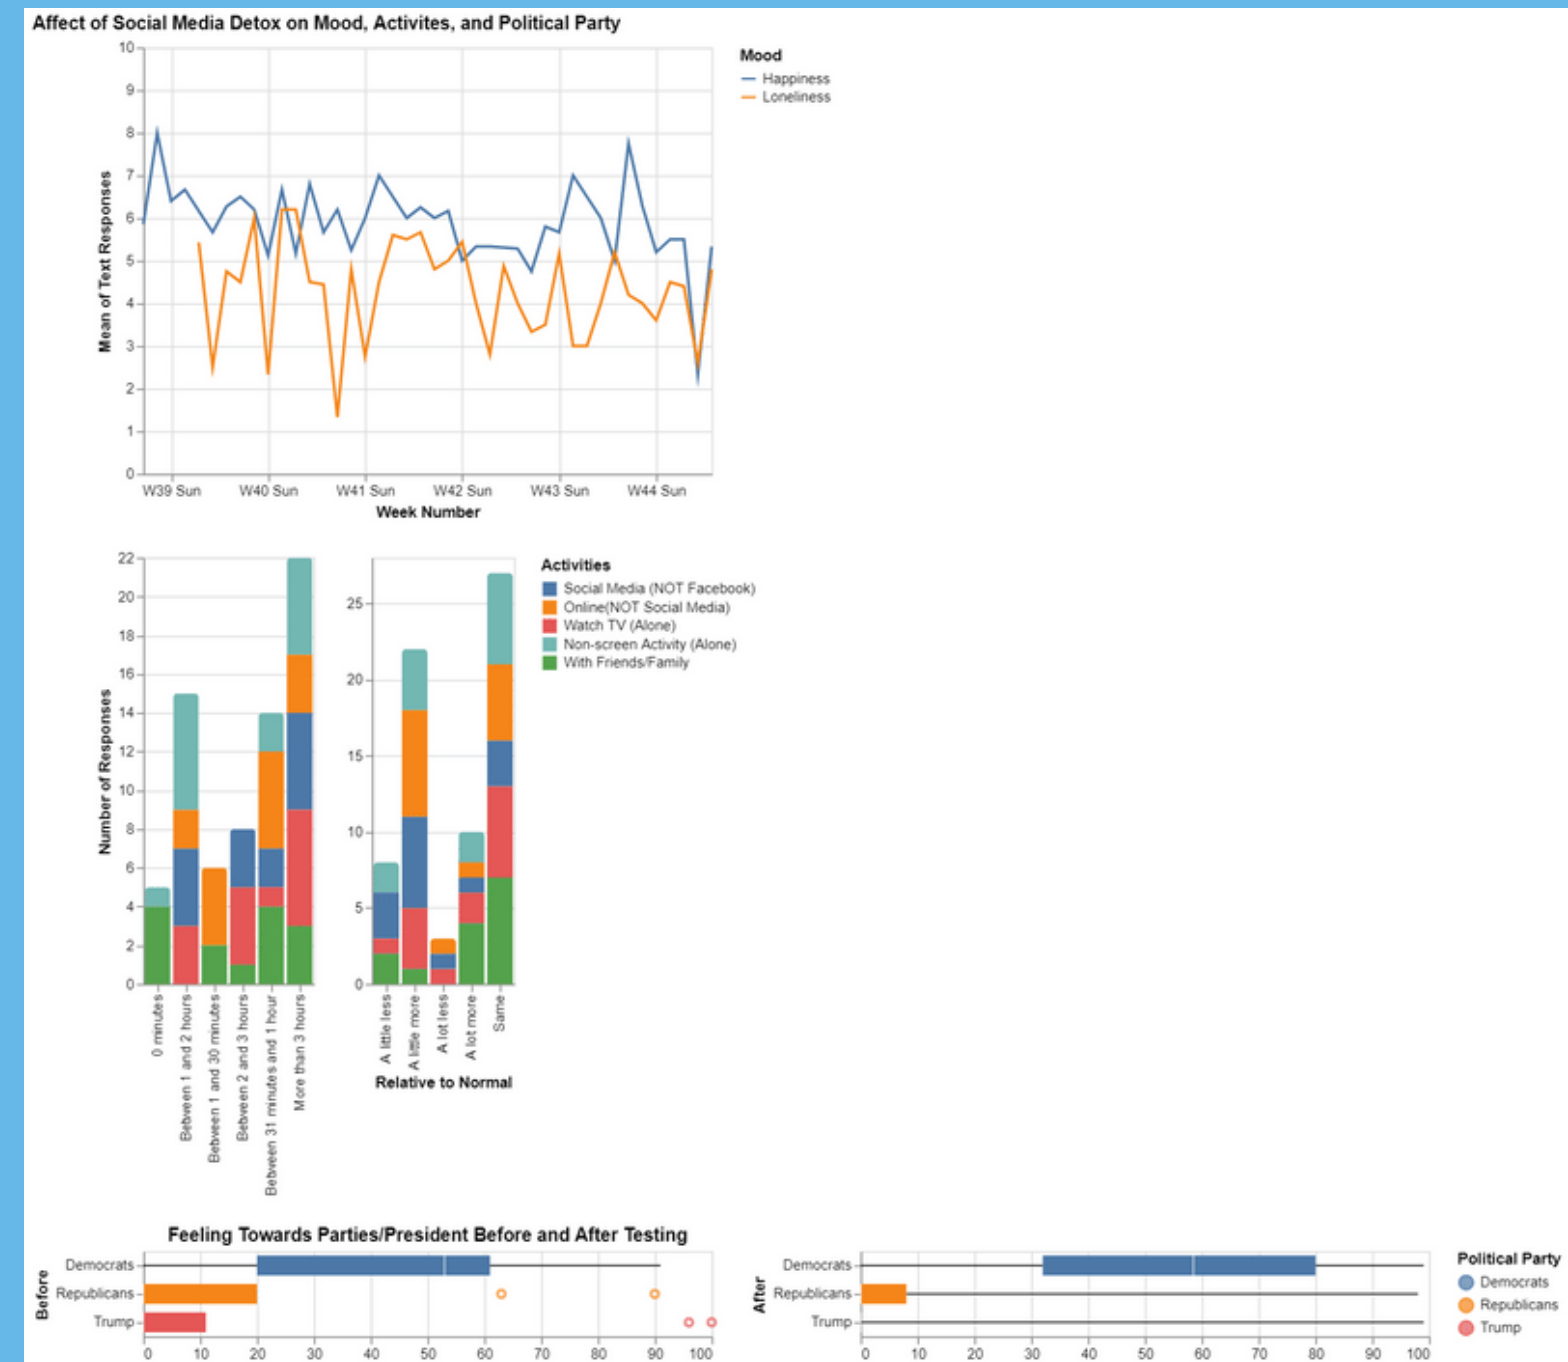 Affect of Social Media Detox on Mood, Activites, and Political Party
10
9
8
7
6
5
4
3
2
1
0
Mean of Text Responses
W39 Sun W40 Sun W41 Sun W42 Sun W43 Sun W44 Sun
Week Number
Mood
Happiness
Loneliness
22
20
18
16
14
12
10
8
6
4
2
0
Number of Responses
0 minutes
Between 1 and 2 hours
Between 1 and 30 minutes
Between 2 and 3 hours
Between 31 minutes and 1 hour
More than 3 hours
25
20
15
10
5
0
A little less
A little more
A lot less
A lot more
Same
Relative to Normal
Activities
Social Media (NOT Facebook)
Online(NOT Social Media)
Watch TV (Alone)
Non-screen Activity (Alone)
With Friends/Family
Feeling Towards Parties/President Before and After Testing
Before
Democrats
Republicans
Trump
0 10 20 30 40 50 60 70 80 90 100
After
Democrats
Republicans
Trump
0 10 20 30 40 50 60 70 80 90 100
Political Party
Democrats
Republicans
Trump